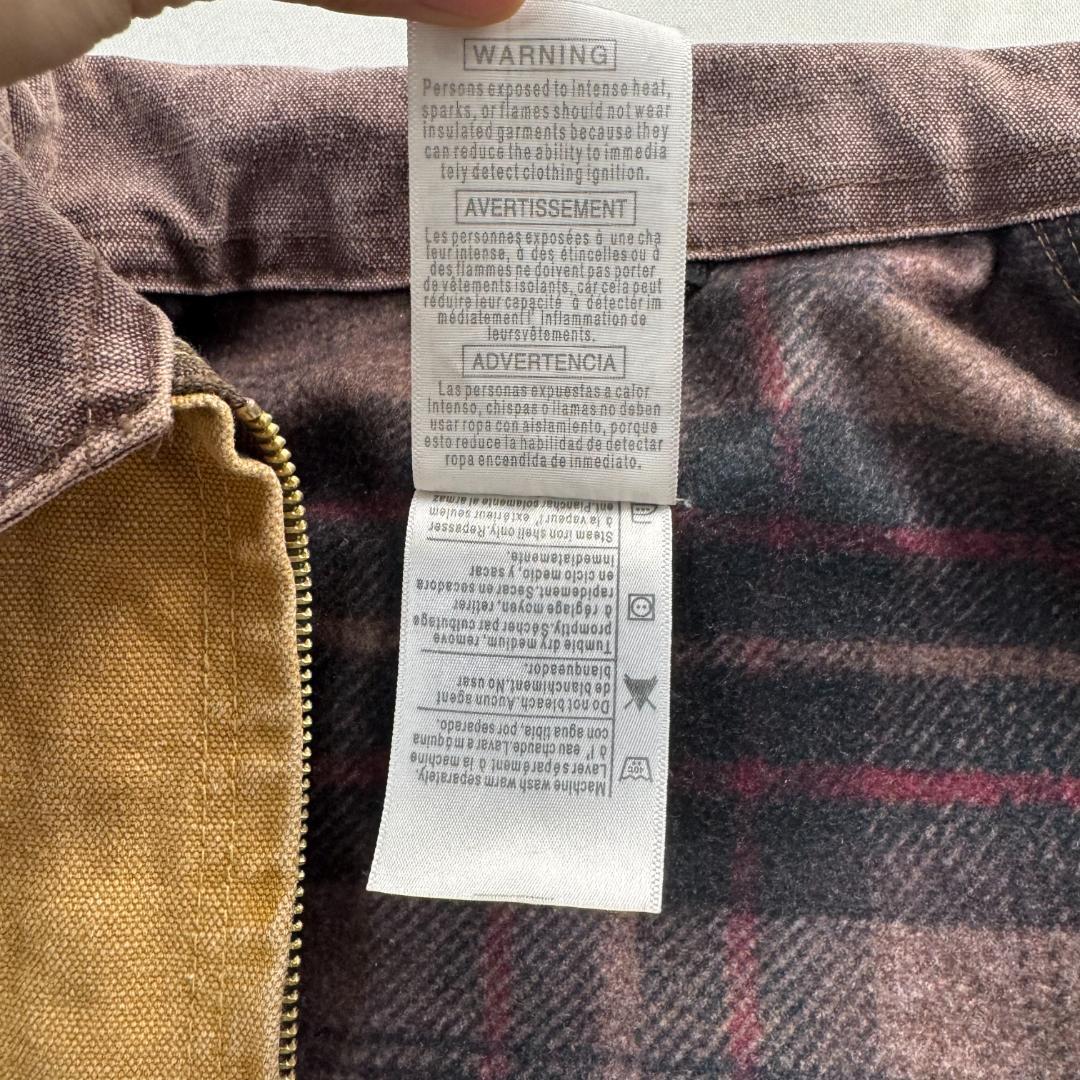 WARNING
Persons exposed to intense heat,
sparks, or flames should not wear
insulated garments because they
can reduce the ability to immedia
tely detect clothing ignition.
AVERTISSEMENT
Les personnes exposées à une cha
leur intense, à des étincelles ou à
des flammes ne doivent pas porter
de vêtements isolants, car cela peut
réduire leur capacité à détecter im
médiatement l' inflammation de
leursvêtements.
ADVERTENCIA
Las personas expuestas a calor
intenso, chispas o llamas no deben
usar ropa con aislamiento, porque
esto reduce la habilidad de detectar
ropa encendida de inmediato.
Machine wash warm separately.
Laver séparément à la machine
à l' eau chaude.Lavar a máquina
con agua tibia, por separado.
40°
Do not bleach.Aucun agent
de blanchiment.No usar
blanqueador.
Tumble dry medium, remove
promptly.Sécher par culbutage
à réglage moyen, retirer
rapidement.Secar en secadora
en ciclo medio, y sacar
inmediatamente.
Steam iron shell only.Repasser
à la vapeur l' extérieur seulem
ent.Planchar solamente al armaz